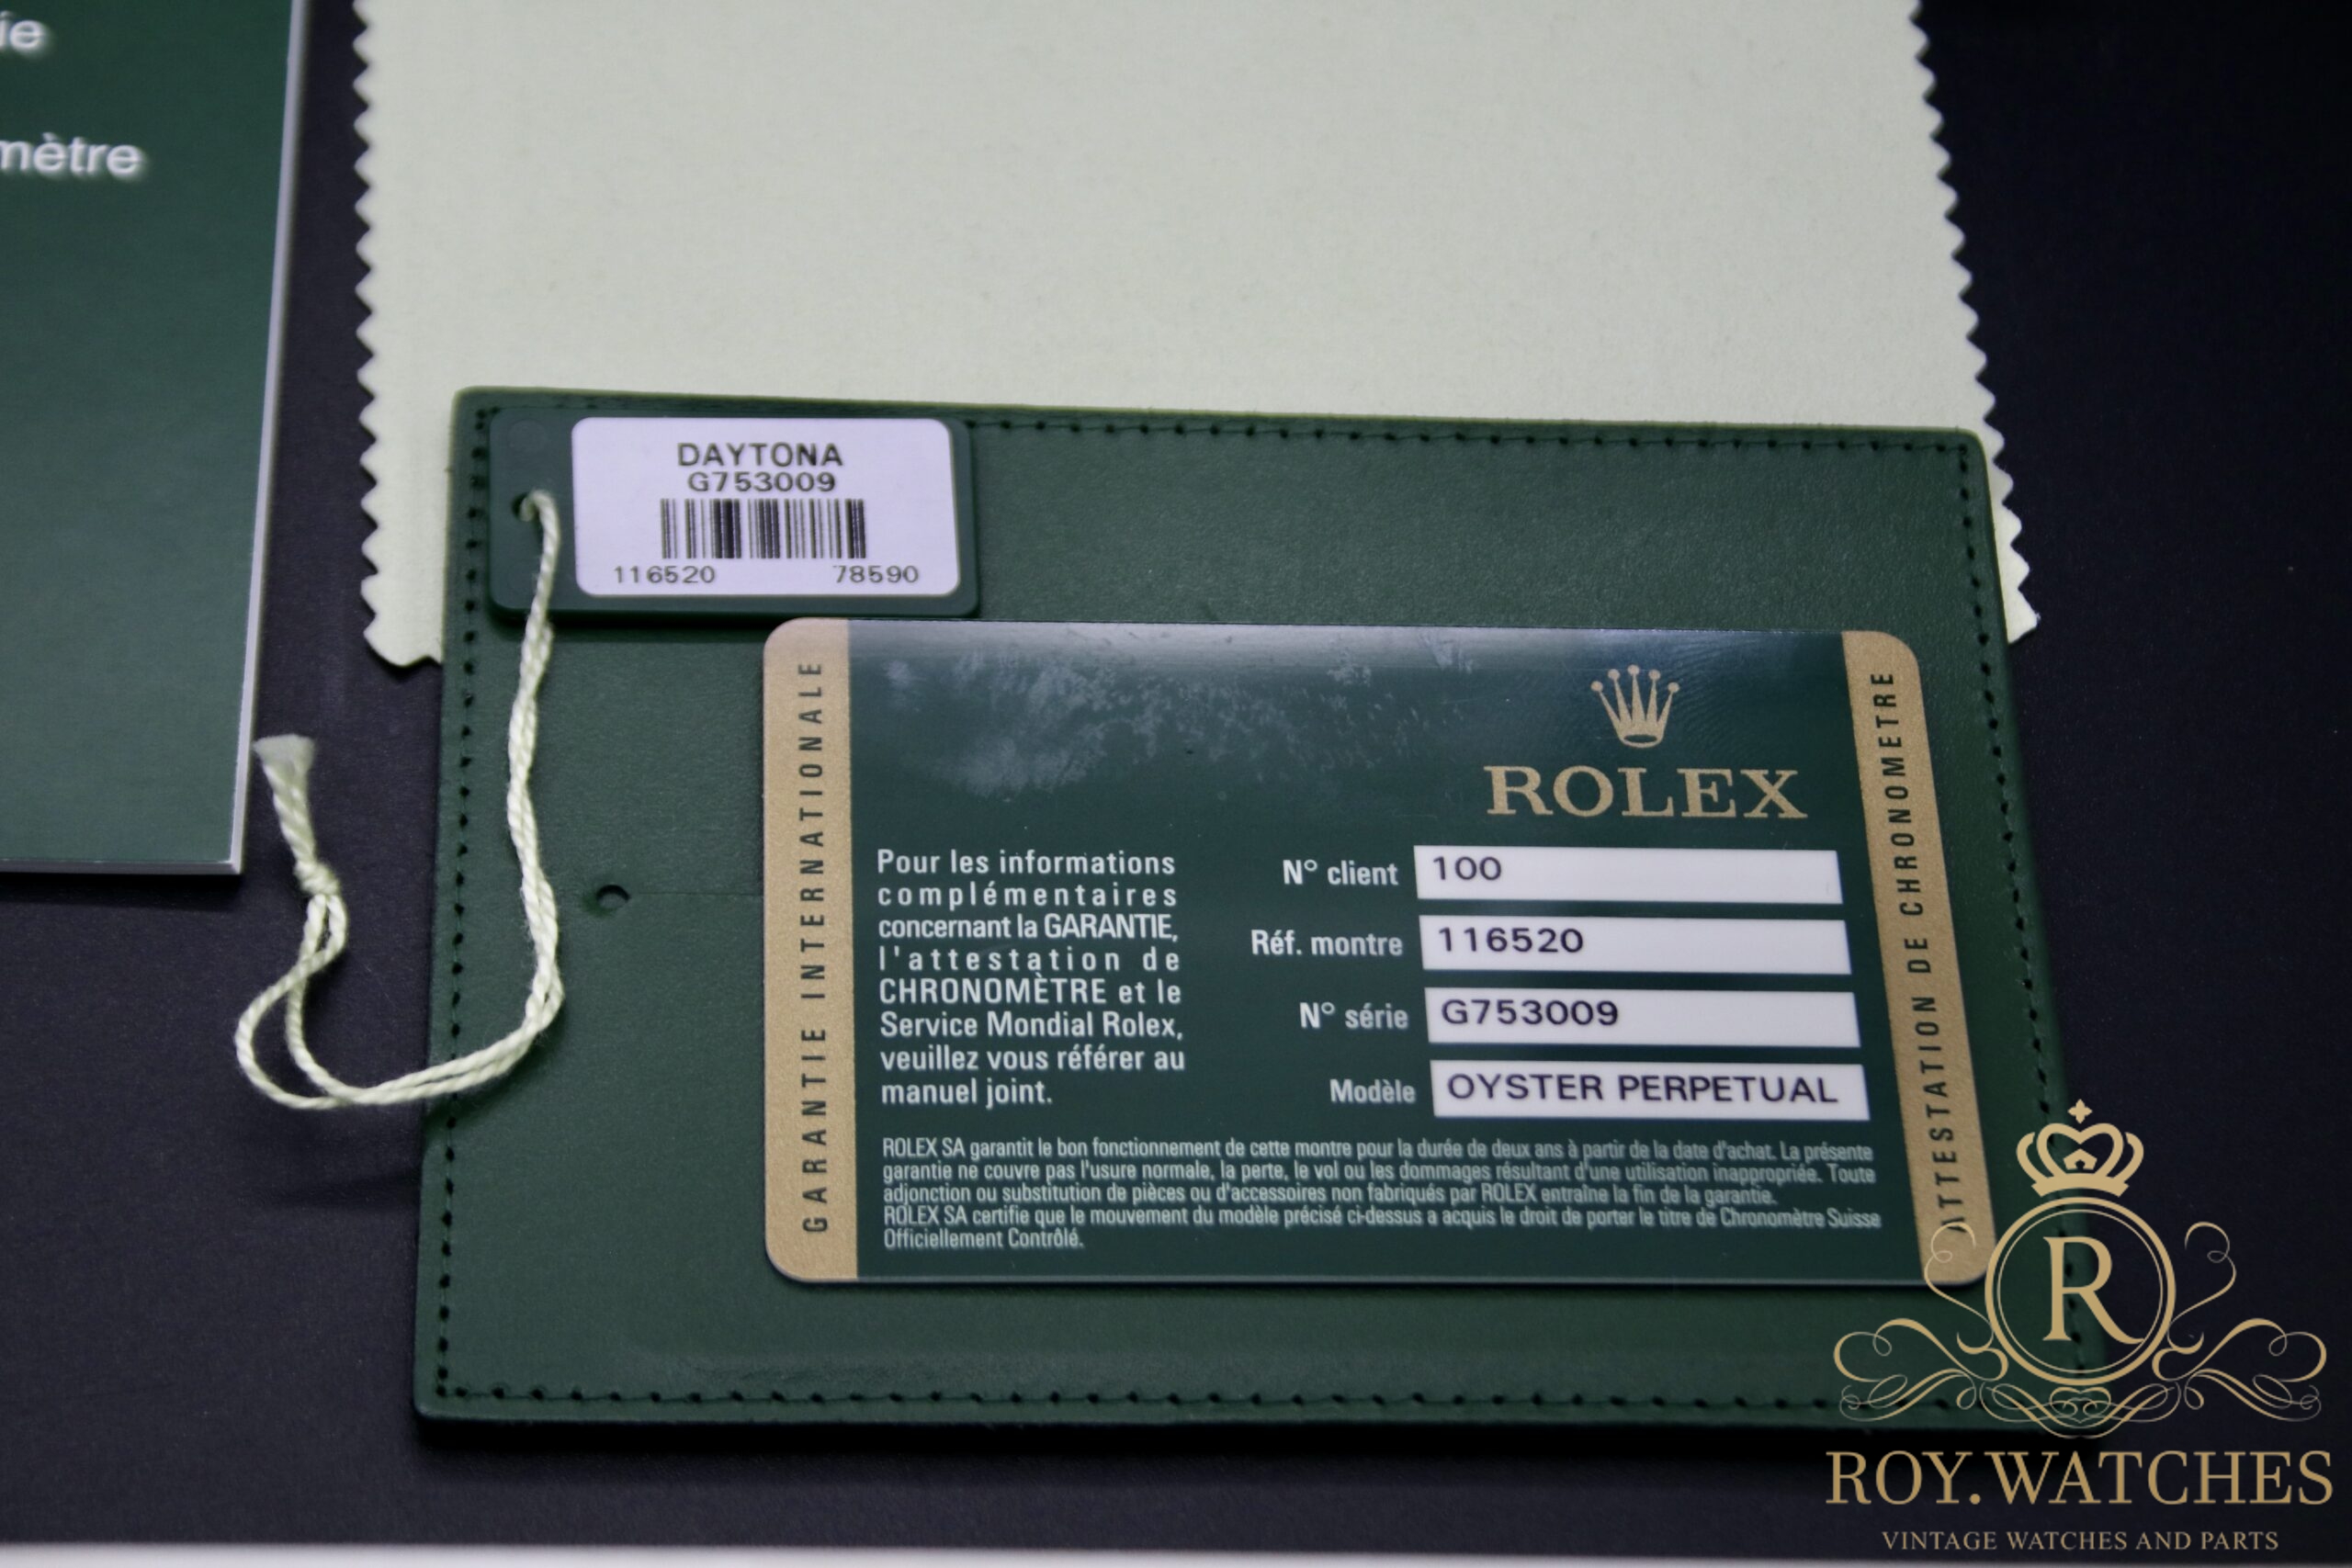 mètre
DAYTONA
G753009
116520 78590
GARANTIE INTERNATIONALE
ROLEX
Pour les informations
complémentaires
concernant la GARANTIE,
l'attestation de
CHRONOMÈTRE et le
Service Mondial Rolex,
veuillez vous référer au
manuel joint.
N° client 100
Réf. montre 116520
N° série G753009
Modèle OYSTER PERPETUAL
ROLEX SA garantit le bon fonctionnement de cette montre pour la durée de deux ans à partir de la date d'achat. La présente
garantie ne couvre pas l'usure normale, la perte, le vol ou les dommages résultant d'une utilisation inappropriée. Toute
adjonction ou substitution de pièces ou d'accessoires non fabriqués par ROLEX entraîne la fin de la garantie.
ROLEX SA certifie que le mouvement du modèle précisé ci-dessus a acquis le droit de porter le titre de Chronomètre Suisse
Officiellement Contrôlé.
ATTESTATION DE CHRONOMETRE
R
ROY.WATCHES
VINTAGE WATCHES AND PARTS